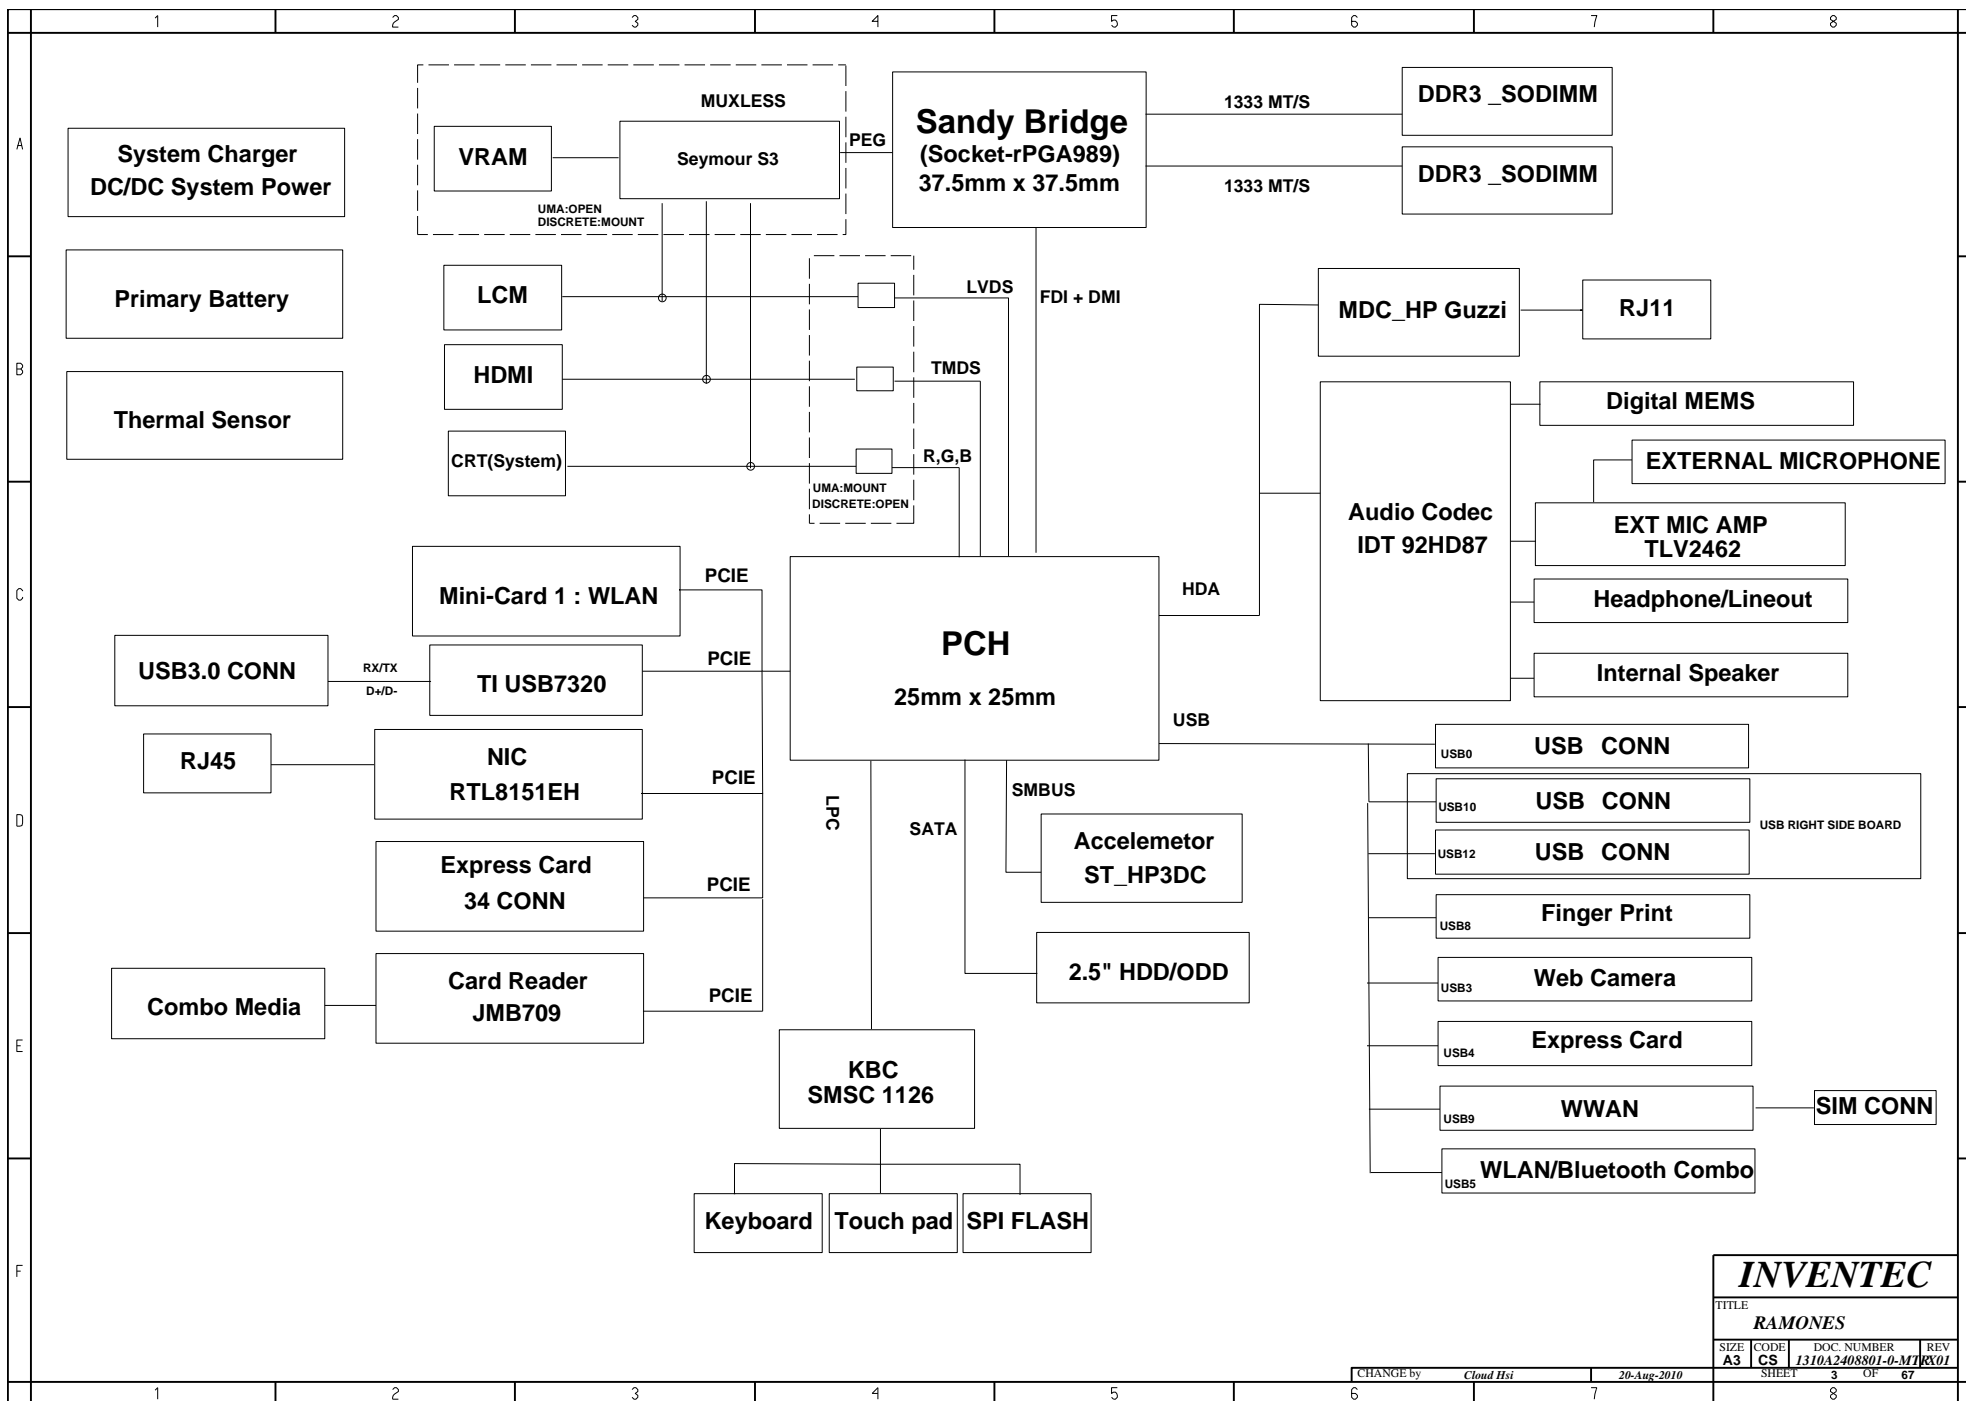 1 2 3 4 5 6 7 8
A
B
C
D
E
F
System Charger
DC/DC System Power
Primary Battery
Thermal Sensor
MUXLESS
VRAM
Seymour S3
UMA:OPEN
DISCRETE:MOUNT
PEG
Sandy Bridge
(Socket-rPGA989)
37.5mm x 37.5mm
1333 MT/S
DDR3 _SODIMM
1333 MT/S
DDR3 _SODIMM
LCM
LVDS
FDI + DMI
HDMI
TMDS
CRT(System)
R,G,B
UMA:MOUNT
DISCRETE:OPEN
MDC_HP Guzzi
RJ11
Audio Codec
IDT 92HD87
Digital MEMS
EXTERNAL MICROPHONE
EXT MIC AMP
TLV2462
Headphone/Lineout
Internal Speaker
HDA
PCH
25mm x 25mm
Mini-Card 1 : WLAN
PCIE
USB3.0 CONN
RX/TX
D+/D-
TI USB7320
PCIE
RJ45
NIC
RTL8151EH
PCIE
Express Card
34 CONN
PCIE
Combo Media
Card Reader
JMB709
PCIE
LPC
SATA
SMBUS
Accelemetor
ST_HP3DC
2.5" HDD/ODD
KBC
SMSC 1126
Keyboard
Touch pad
SPI FLASH
USB
USB0 USB CONN
USB10 USB CONN
USB12 USB CONN
USB RIGHT SIDE BOARD
USB8 Finger Print
USB3 Web Camera
USB4 Express Card
USB9 WWAN
SIM CONN
USB5 WLAN/Bluetooth Combo
INVENTEC
TITLE
RAMONES
SIZE CODE DOC. NUMBER REV
A3 CS 1310A2408801-0-MTR X01
CHANGE by Cloud Hsi 20-Aug-2010 SHEET 3 OF 67
1 2 3 4 5 6 7 8